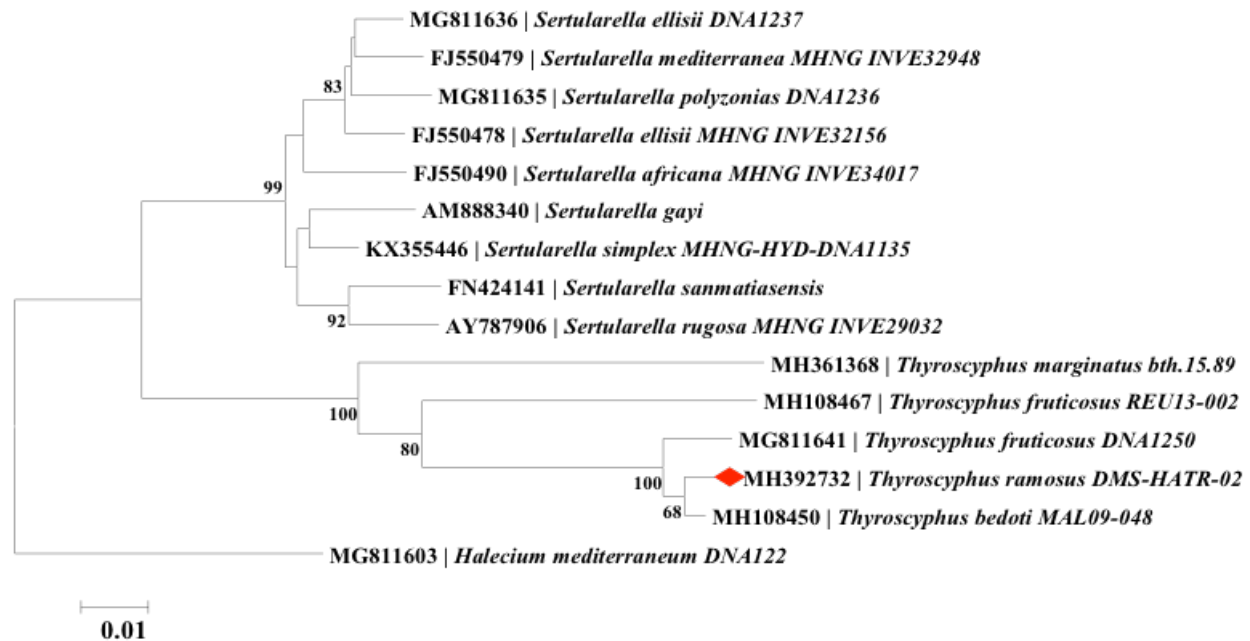 MG811636 | Sertularella ellisii DNA1237
FJ550479 | Sertularella mediterranea MHNG INVE32948
83
MG811635 | Sertularella polyzonias DNA1236
FJ550478 | Sertularella ellisii MHNG INVE32156
FJ550490 | Sertularella africana MHNG INVE34017
99
AM888340 | Sertularella gayi
KX355446 | Sertularella simplex MHNG-HYD-DNA1135
FN424141 | Sertularella sanmatiasensis
92
AY787906 | Sertularella rugosa MHNG INVE29032
MH361368 | Thyroscyphus marginatus bth.15.89
100
MH108467 | Thyroscyphus fruticosus REU13-002
80
MG811641 | Thyroscyphus fruticosus DNA1250
100
MH392732 | Thyroscyphus ramosus DMS-HATR-02
68
MH108450 | Thyroscyphus bedoti MAL09-048
MG811603 | Halecium mediterraneum DNA122
0.01